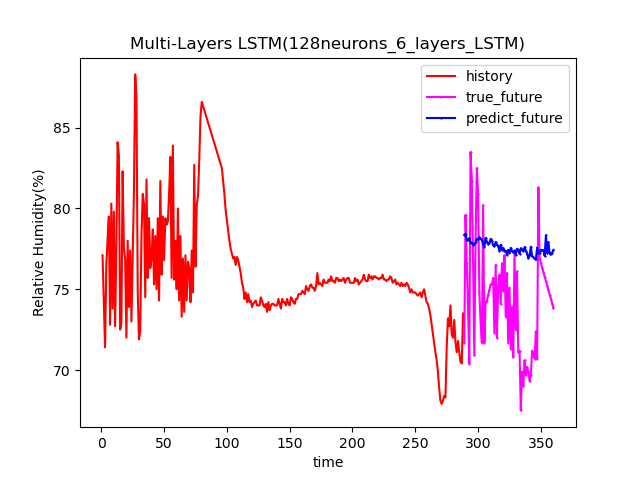 Multi-Layers LSTM(128neurons_6_layers_LSTM)
history
true_future
predict_future
Relative Humidity(%)
85
80
75
70
0 50 100 150 200 250 300 350
time